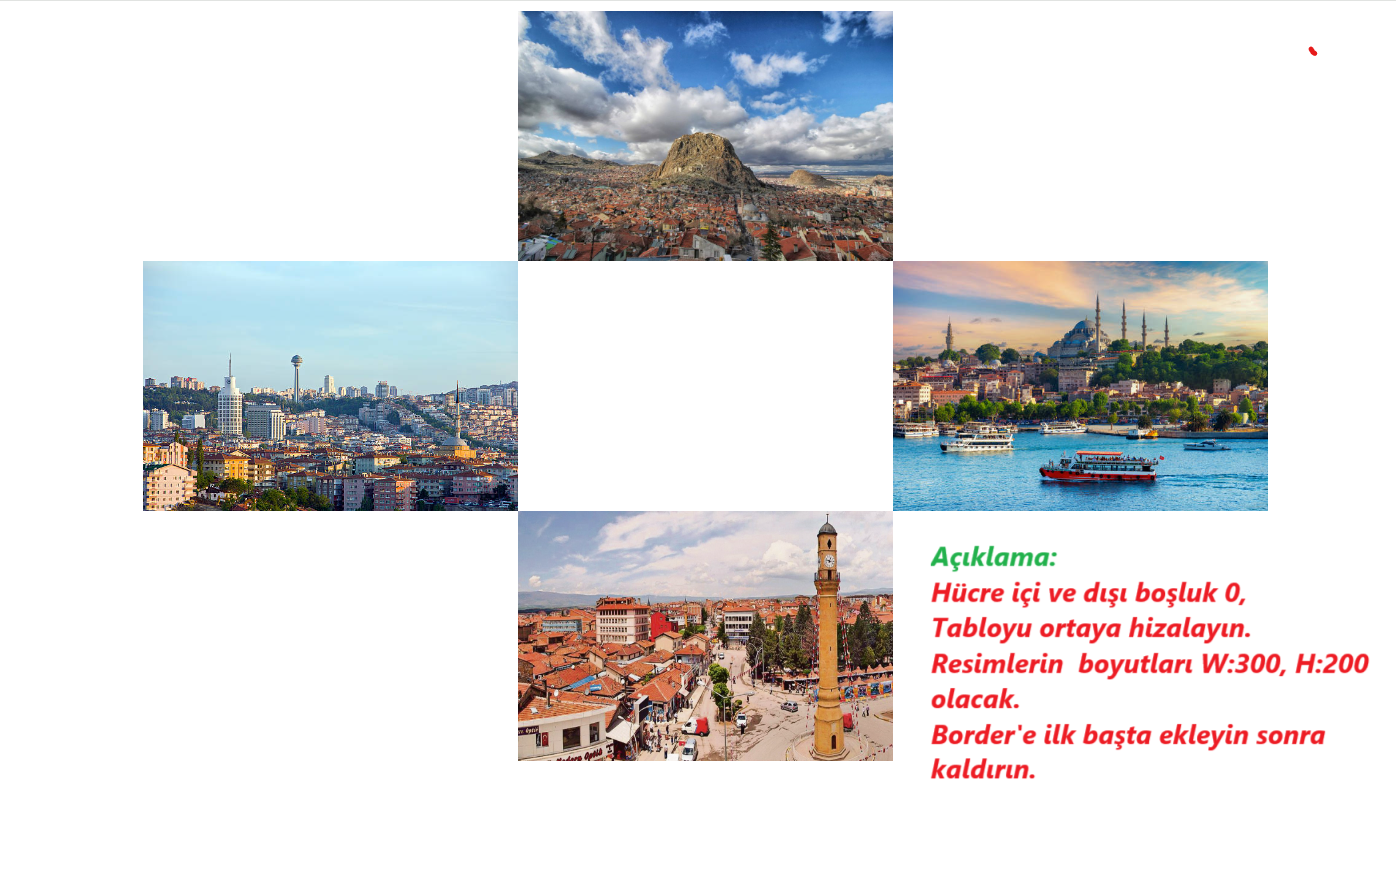 Açıklama:
Hücre içi ve dışı boşluk 0,
Tabloyu ortaya hizalayın.
Resimlerin boyutları W:300, H:200
olacak.
Border'e ilk başta ekleyin sonra
kaldırın.